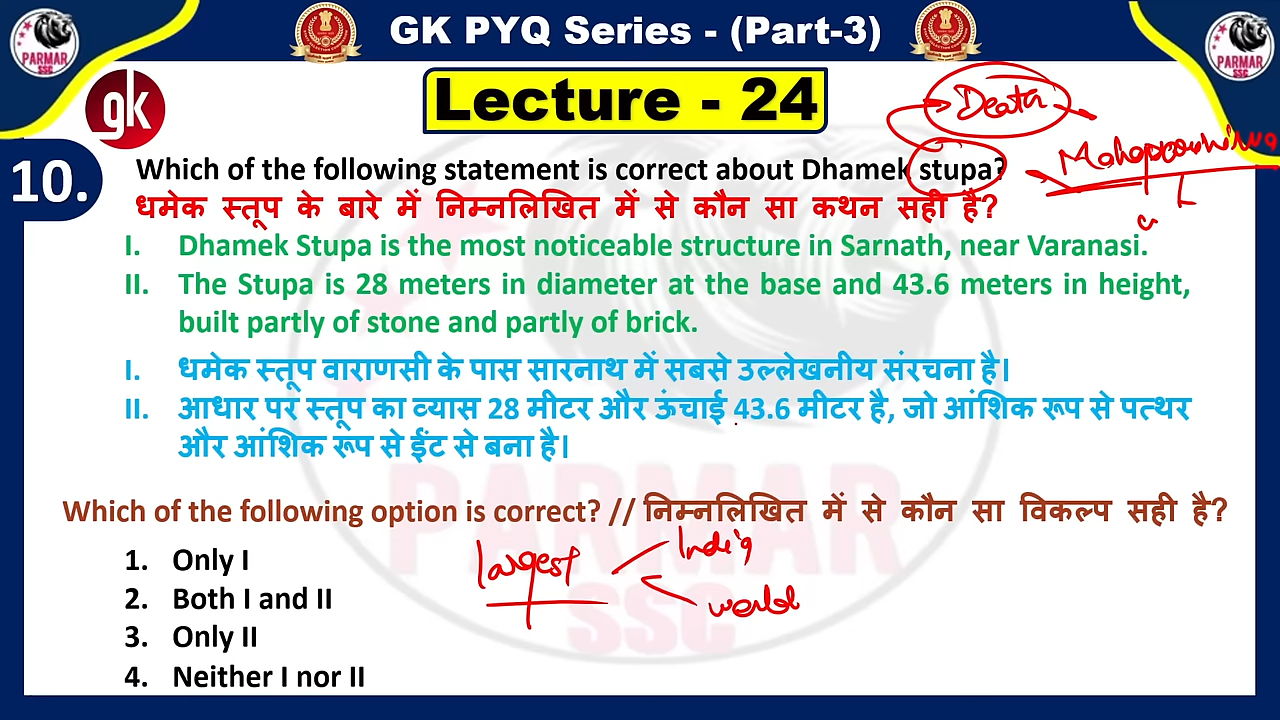 PARMAR
SSC
GK PYQ Series - (Part-3)
PARMAR
SSC
gk
Lecture - 24
Death
10.
Which of the following statement is correct about Dhamek stupa?
धमेक स्तूप के बारे में निम्नलिखित में से कौन सा कथन सही है?
I. Dhamek Stupa is the most noticeable structure in Sarnath, near Varanasi.
II. The Stupa is 28 meters in diameter at the base and 43.6 meters in height,
built partly of stone and partly of brick.
I. धमेक स्तूप वाराणसी के पास सारनाथ में सबसे उल्लेखनीय संरचना है।
II. आधार पर स्तूप का व्यास 28 मीटर और ऊंचाई 43.6 मीटर है, जो आंशिक रूप से पत्थर
और आंशिक रूप से ईंट से बना है।
Which of the following option is correct? // निम्नलिखित में से कौन सा विकल्प सही है?
1. Only I
2. Both I and II
3. Only II
4. Neither I nor II
largest
India
world
PARMAR
SSC